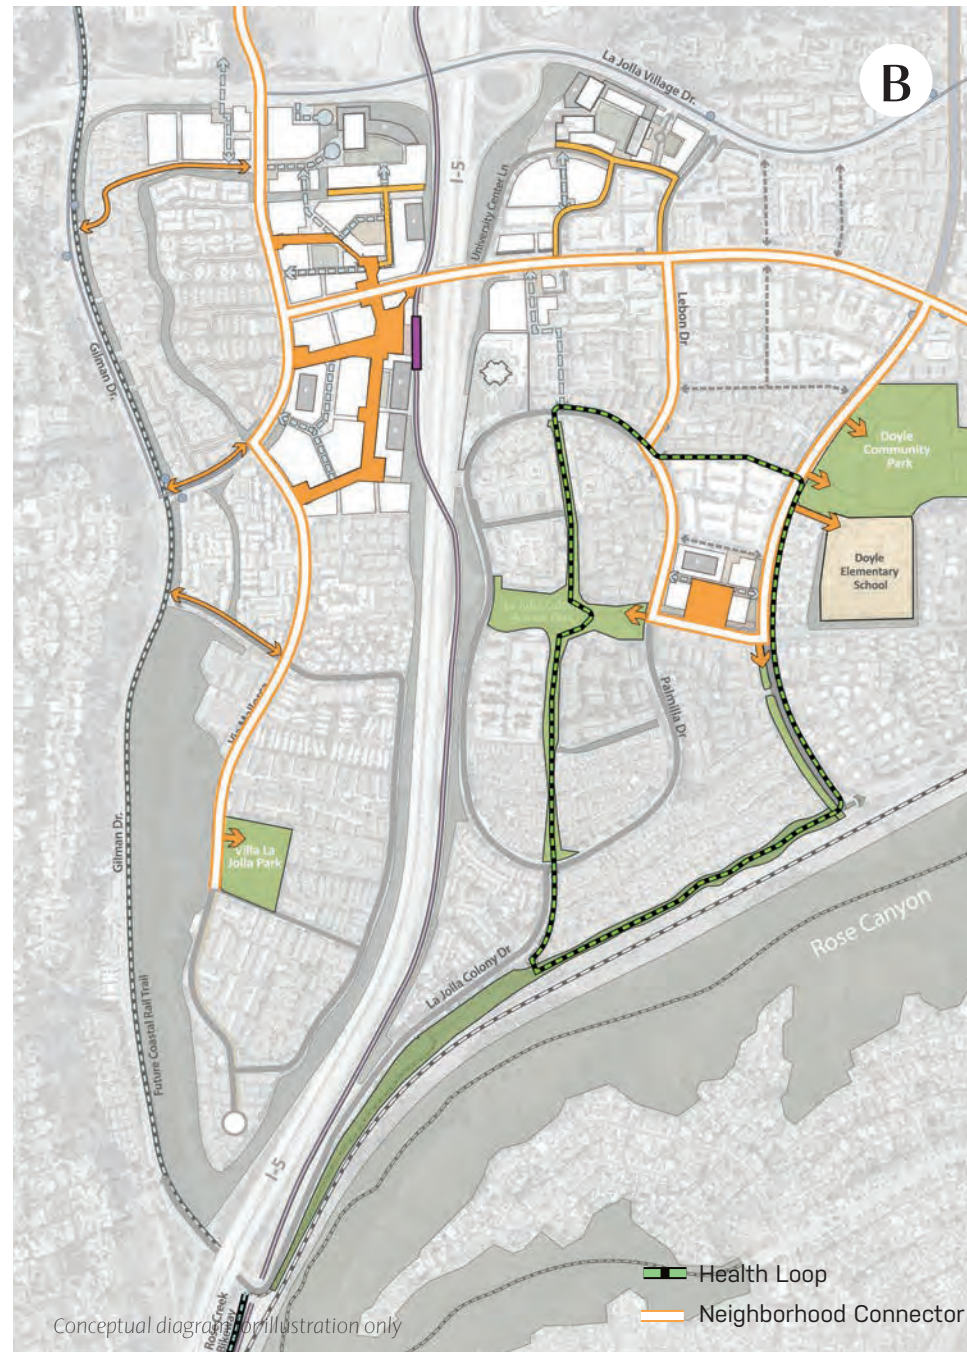 La Jolla Village Dr.
B
I-5
University Center Ln
Lebon Dr
Gilman Dr.
Doyle
Community
Park
Doyle
Elementary
School
Palmilla Dr
Villa La
Jolla Park
Gilman Dr.
La Jolla Colony Dr
Rose Canyon
Future Coastal Rail Trail
I-5
Health Loop
Neighborhood Connector
Conceptual diagram for illustration only